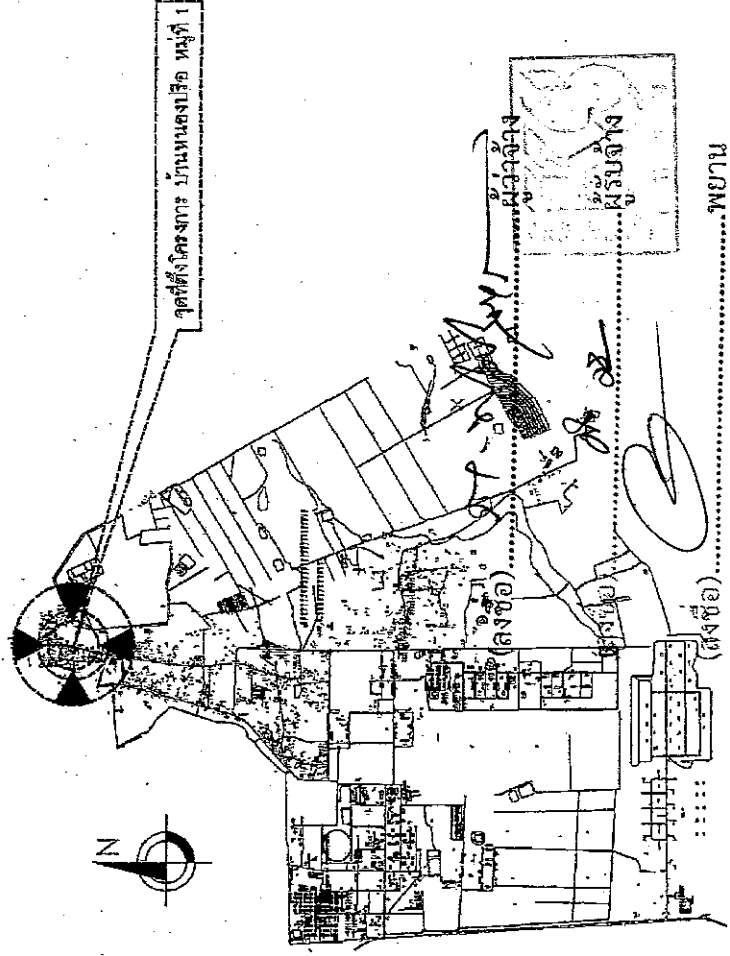 จุดที่ตั้งโครงการ บ้านหนองปรือ หมู่ที่ 1
N
(ลงชื่อ)..............................ผู้ว่าจ้าง
(ลงชื่อ)..............................ผู้รับจ้าง
(ลงชื่อ)..............................พยาน